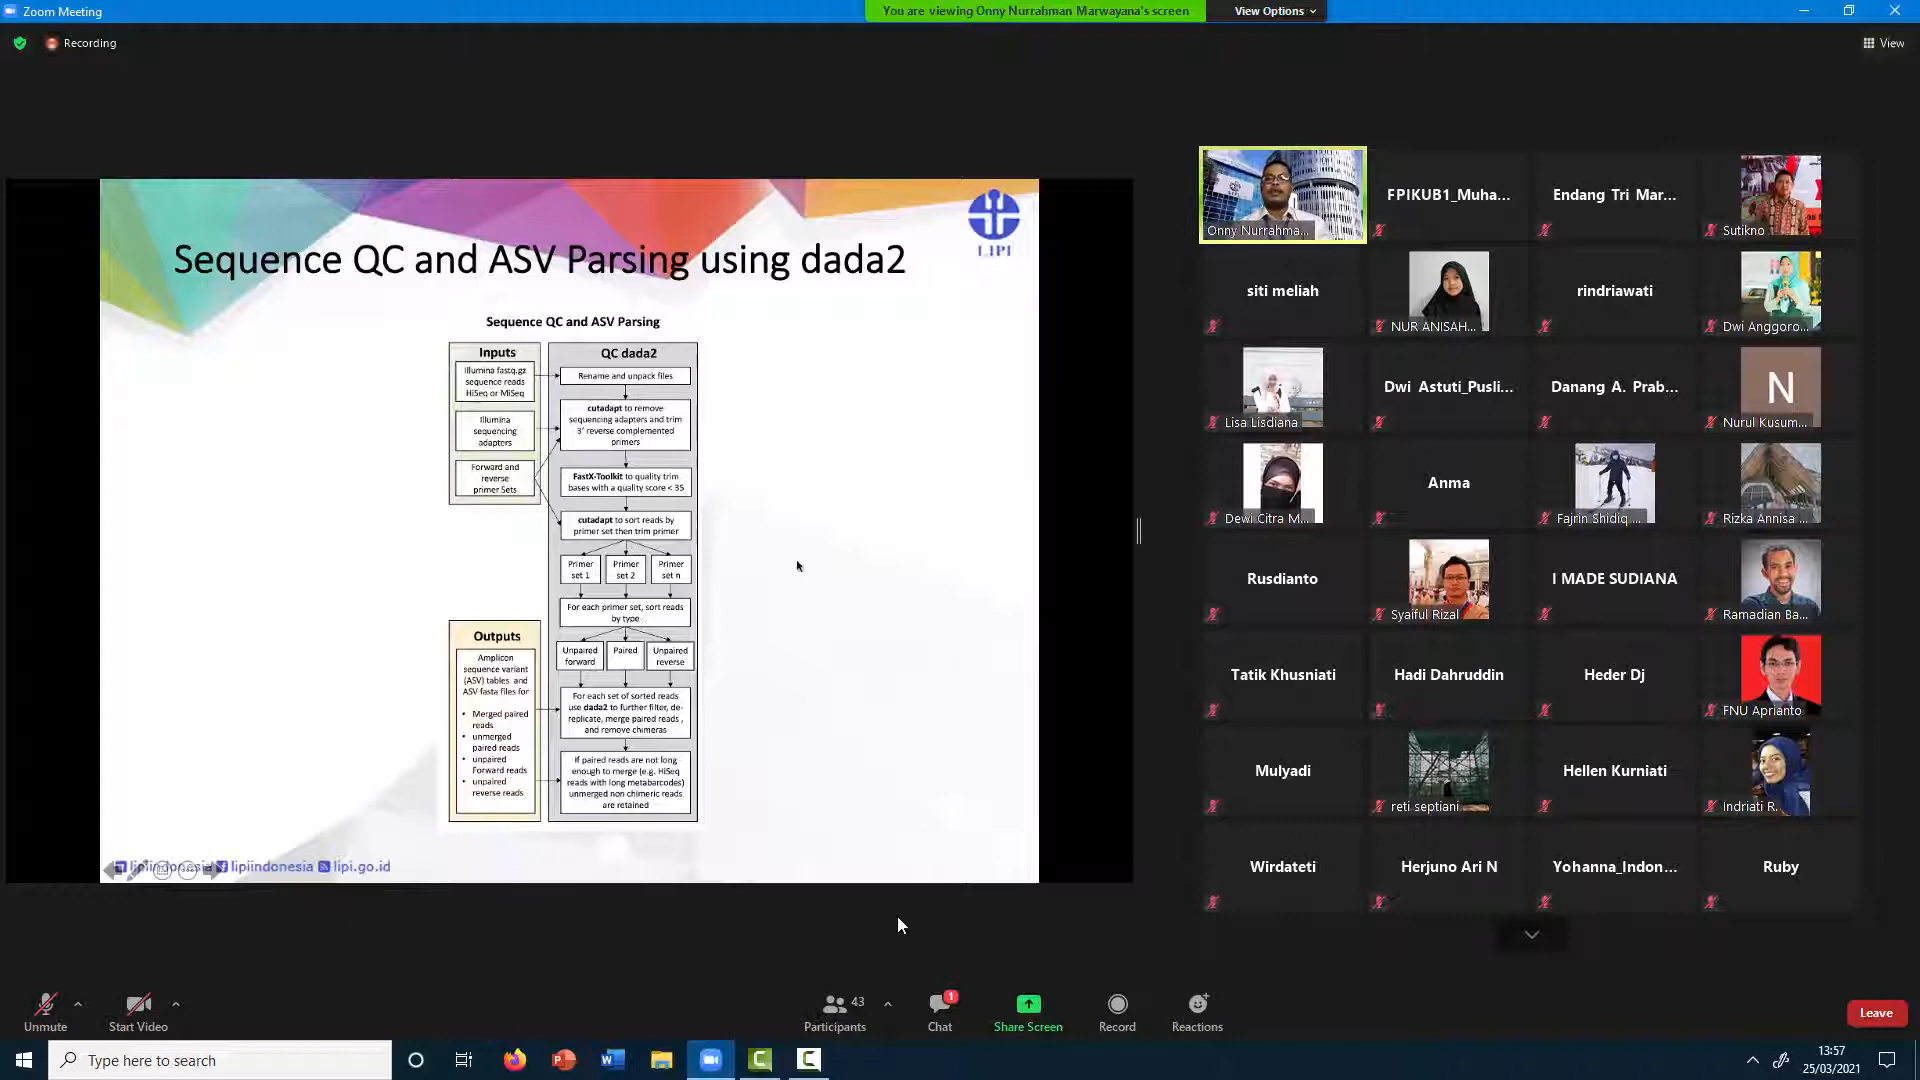 Zoom Meeting
You are viewing Onny Nurrahman Marwayana's screen
View Options
Recording
View
LIPI
Sequence QC and ASV Parsing using dada2
Sequence QC and ASV Parsing
Inputs
Illumina fastq.gz
sequence reads
HiSeq or MiSeq
Illumina
sequencing
adapters
Forward and
reverse
primer Sets
QC dada2
Rename and unpack files
cutadapt to remove
sequencing adapters and trim
3' reverse complemented
primers
FastX-Toolkit to quality trim
bases with a quality score < 35
cutadapt to sort reads by
primer set then trim primer
Primer
set 1
Primer
set 2
Primer
set n
For each primer set, sort reads
by type
Unpaired
forward
Paired
Unpaired
reverse
For each set of sorted reads
use dada2 to further filter, de-
replicate, merge paired reads ,
and remove chimeras
If paired reads are not long
enough to merge (e.g. HiSeq
reads with long metabarcodes)
unmerged non chimeric reads
are retained
Outputs
Amplicon
sequence variant
(ASV) tables and
ASV fasta files for
• Merged paired
reads
• unmerged
paired reads
• unpaired
Forward reads
• unpaired
reverse reads
lipiindonesia lipiindonesia lipi.go.id
Onny Nurrahma...
FPIKUB1_Muha...
Endang Tri Mar...
Sutikno
siti meliah
NUR ANISAH...
rindriawati
Dwi Anggoro...
Lisa Lisdiana
Dwi Astuti_Pusli...
Danang A. Prab...
N
Nurul Kusum...
Dewi Citra M...
Anma
Fajrin Shidiq ...
Rizka Annisa ...
Rusdianto
Syaiful Rizal
I MADE SUDIANA
Ramadian Ba...
Tatik Khusniati
Hadi Dahruddin
Heder Dj
FNU Aprianto
Mulyadi
reti septiani
Hellen Kurniati
Indriati R.
Wirdateti
Herjuno Ari N
Yohanna_Indon...
Ruby
Unmute
Start Video
43
Participants
1
Chat
Share Screen
Record
Reactions
Leave
Type here to search
13:57
25/03/2021